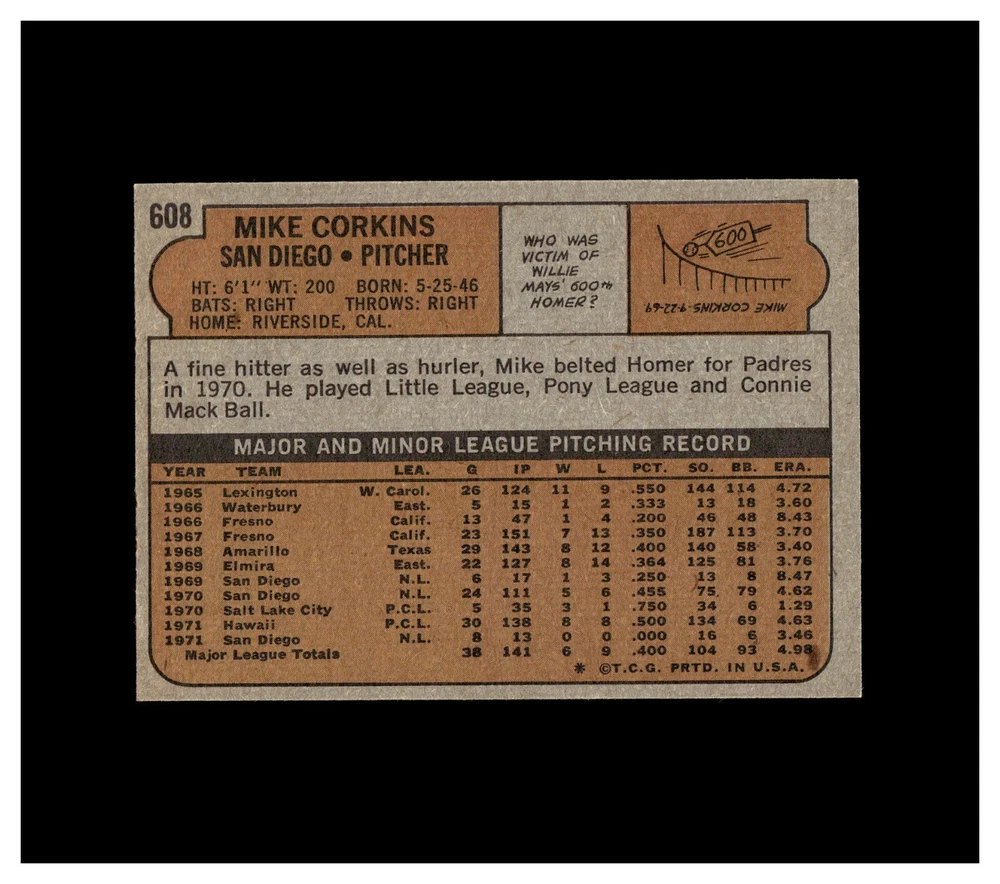 608
MIKE CORKINS
SAN DIEGO • PITCHER
HT: 6'1" WT: 200 BORN: 5-25-46
BATS: RIGHT THROWS: RIGHT
HOME: RIVERSIDE, CAL.
WHO WAS
VICTIM OF
WILLIE
MAYS' 600TH
HOMER?
600
MIKE CORKINS-9-22-69
A fine hitter as well as hurler, Mike belted Homer for Padres
in 1970. He played Little League, Pony League and Connie
Mack Ball.
MAJOR AND MINOR LEAGUE PITCHING RECORD
YEAR TEAM LEA. G IP W L PCT. SO. BB. ERA.
1965 Lexington W. Carol. 26 124 11 9 .550 144 114 4.72
1966 Waterbury East. 5 15 1 2 .333 13 18 3.60
1966 Fresno Calif. 13 47 1 4 .200 46 48 8.43
1967 Fresno Calif. 23 151 7 13 .350 187 113 3.70
1968 Amarillo Texas 29 143 8 12 .400 140 58 3.40
1969 Elmira East. 22 127 8 14 .364 125 81 3.76
1969 San Diego N.L. 6 17 1 3 .250 13 8 8.47
1970 San Diego N.L. 24 111 5 6 .455 75 79 4.62
1970 Salt Lake City P.C.L. 5 35 3 1 .750 34 6 1.29
1971 Hawaii P.C.L. 30 138 8 8 .500 134 69 4.63
1971 San Diego N.L. 8 13 0 0 .000 16 6 3.46
Major League Totals 38 141 6 9 .400 104 93 4.98
* ©T.C.G. PRTD. IN U.S.A.